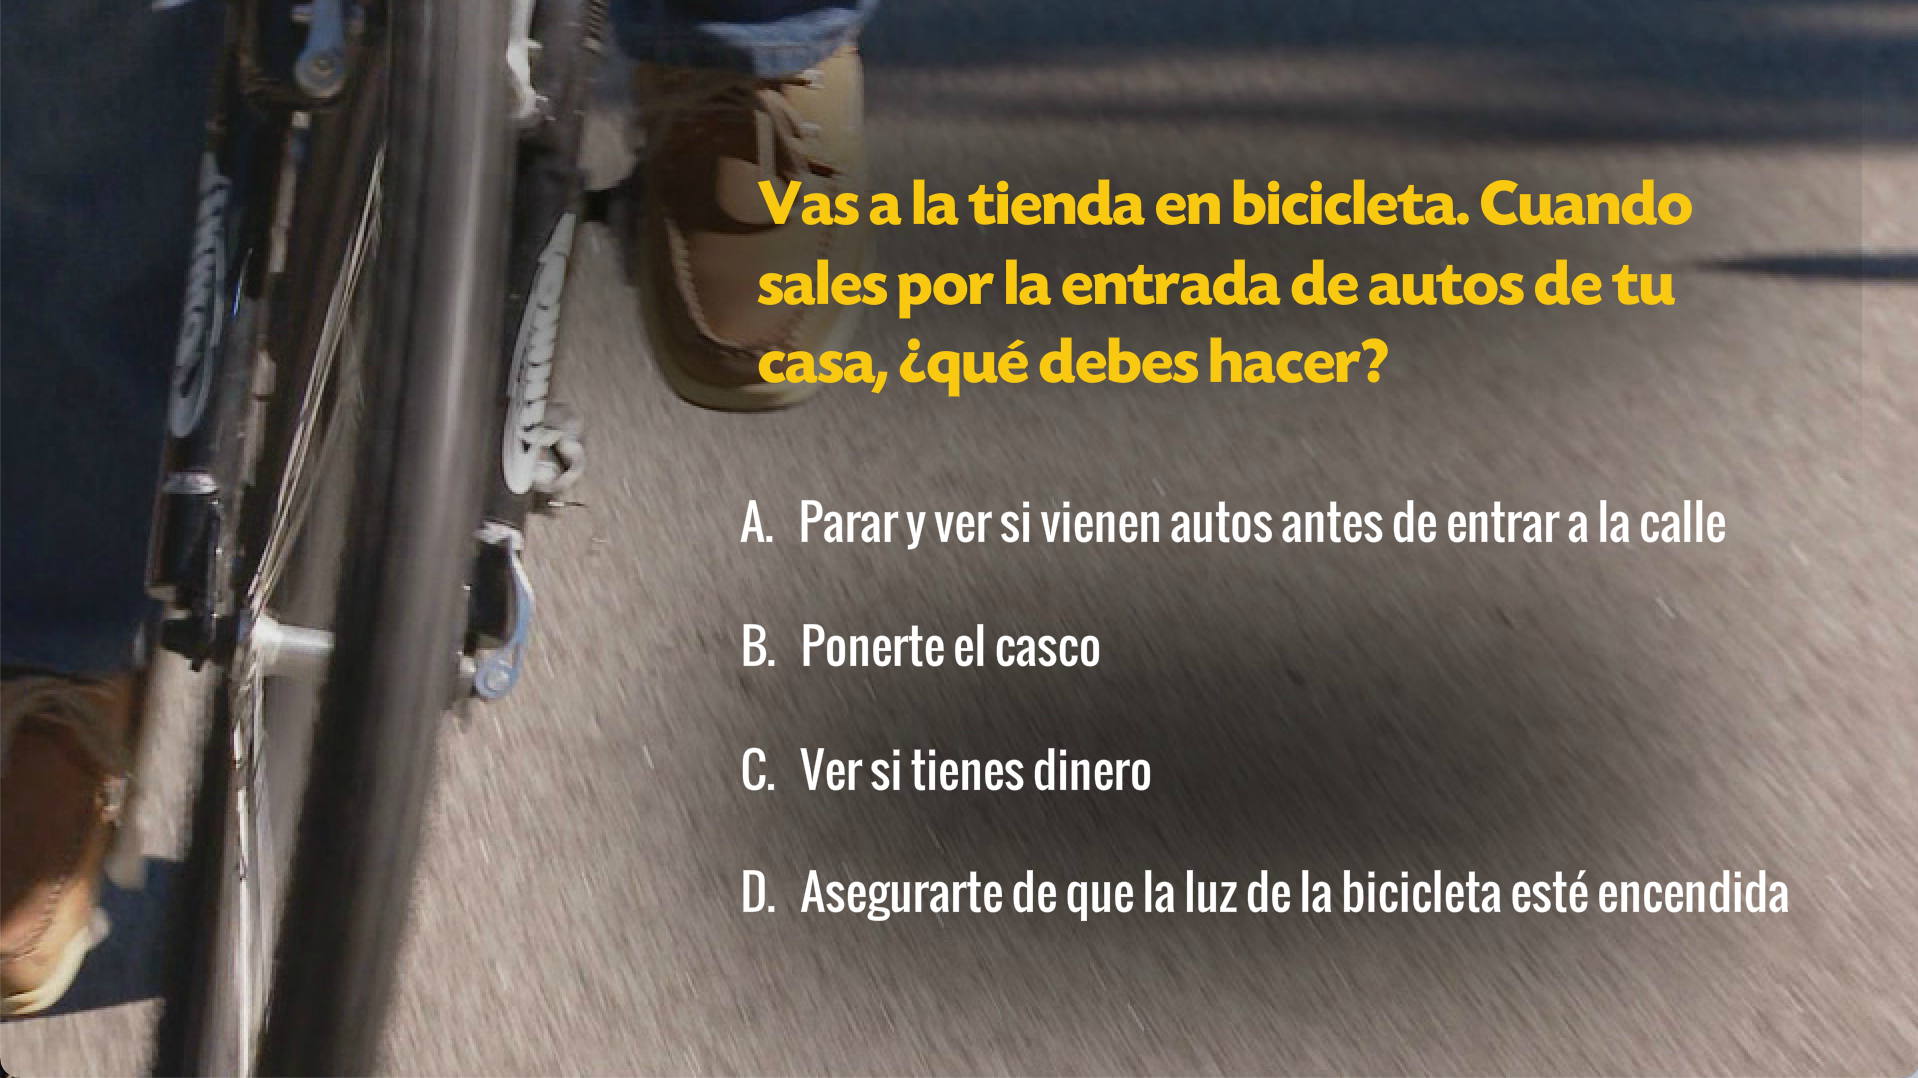 Vas a la tienda en bicicleta. Cuando
sales por la entrada de autos de tu
casa, ¿qué debes hacer?
A. Parar y ver si vienen autos antes de entrar a la calle
B. Ponerte el casco
C. Ver si tienes dinero
D. Asegurarte de que la luz de la bicicleta esté encendida